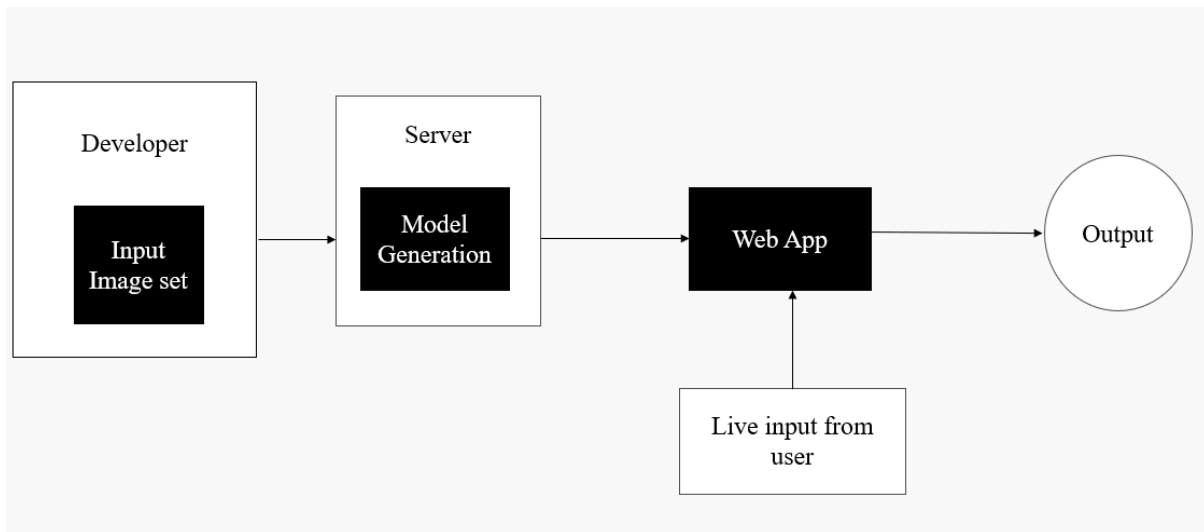 Developer
Input
Image set
Server
Model
Generation
Web App
Output
Live input from
user